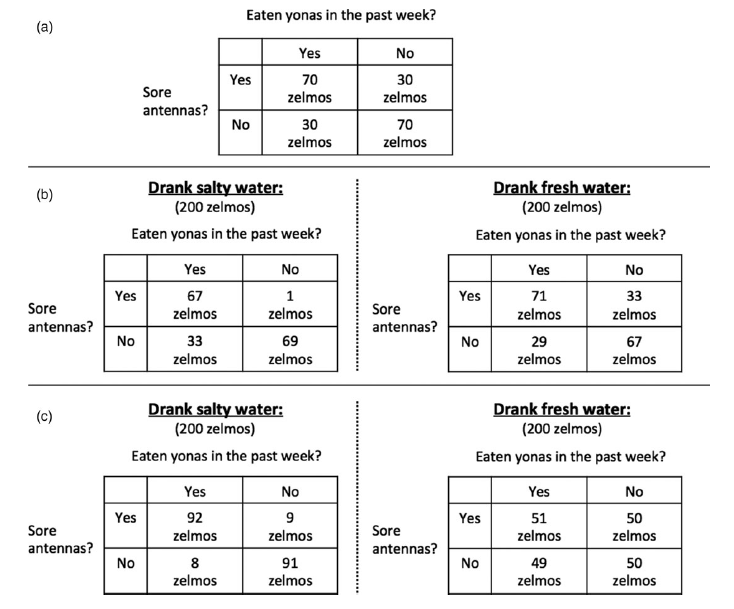 (a)
Eaten yonas in the past week?
Yes No
Sore antennas?
Yes 70 zelmos 30 zelmos
No 30 zelmos 70 zelmos
(b)
Drank salty water:
(200 zelmos)
Eaten yonas in the past week?
Yes No
Sore antennas?
Yes 67 zelmos 1 zelmos
No 33 zelmos 69 zelmos
Drank fresh water:
(200 zelmos)
Eaten yonas in the past week?
Yes No
Sore antennas?
Yes 71 zelmos 33 zelmos
No 29 zelmos 67 zelmos
(c)
Drank salty water:
(200 zelmos)
Eaten yonas in the past week?
Yes No
Sore antennas?
Yes 92 zelmos 9 zelmos
No 8 zelmos 91 zelmos
Drank fresh water:
(200 zelmos)
Eaten yonas in the past week?
Yes No
Sore antennas?
Yes 51 zelmos 50 zelmos
No 49 zelmos 50 zelmos